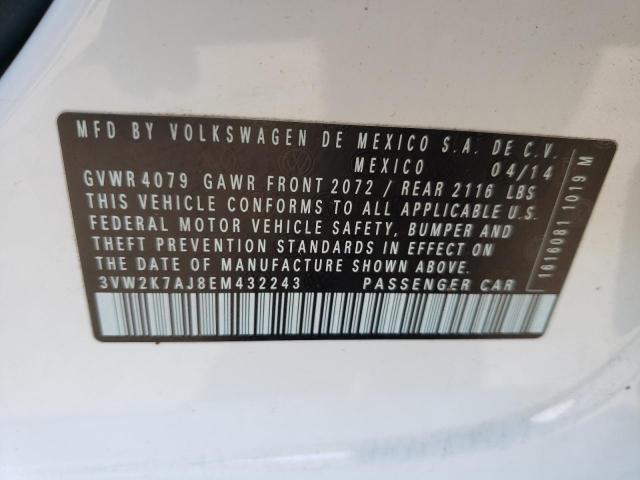 MFD BY VOLKSWAGEN DE MEXICO S.A. DE C.V.
MEXICO 04/14
GVWR 4079 GAWR FRONT 2072 / REAR 2116 LBS
THIS VEHICLE CONFORMS TO ALL APPLICABLE U.S.
FEDERAL MOTOR VEHICLE SAFETY, BUMPER AND
THEFT PREVENTION STANDARDS IN EFFECT ON
THE DATE OF MANUFACTURE SHOWN ABOVE.
3VW2K7AJ8EM432243 PASSENGER CAR
1616081 1019 M